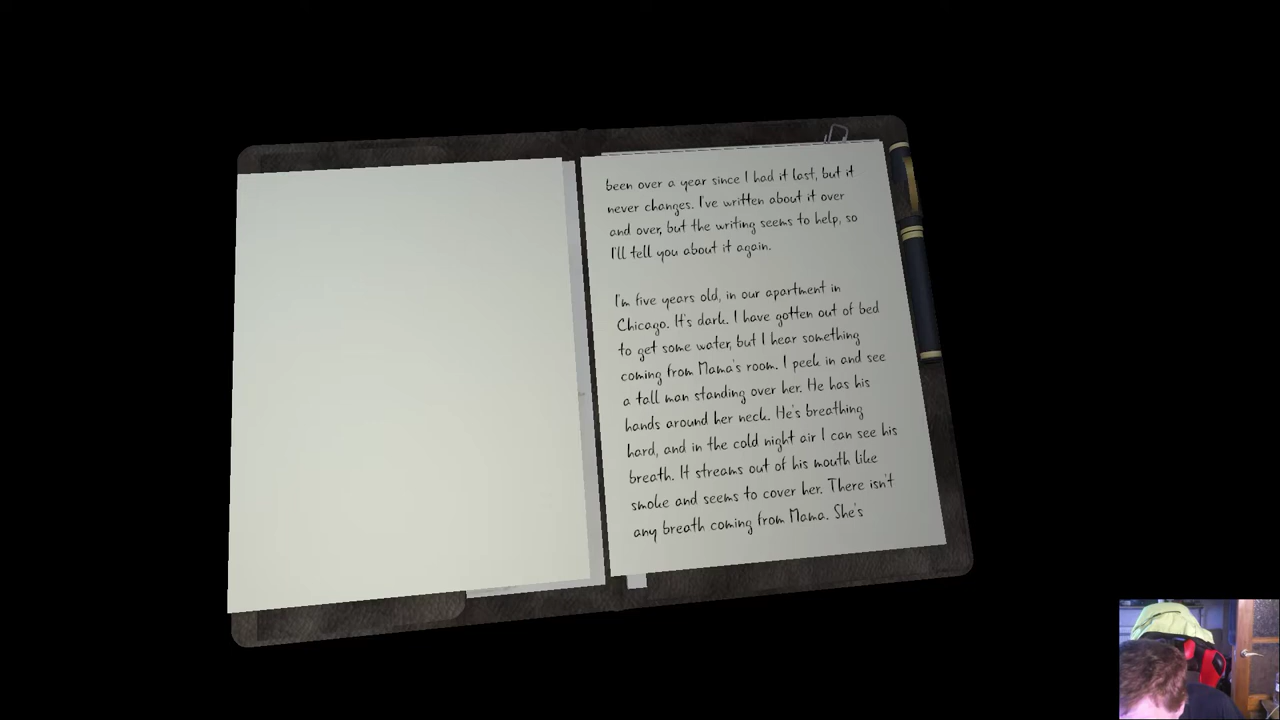 been over a year since I had it last, but it
never changes. I've written about it over
and over, but the writing seems to help, so
I'll tell you about it again.
I'm five years old, in our apartment in
Chicago. It's dark. I have gotten out of bed
to get some water, but I hear something
coming from Mama's room. I peek in and see
a tall man standing over her. He has his
hands around her neck. He's breathing
hard, and in the cold night air I can see his
breath. It streams out of his mouth like
smoke and seems to cover her. There isn't
any breath coming from Mama. She's